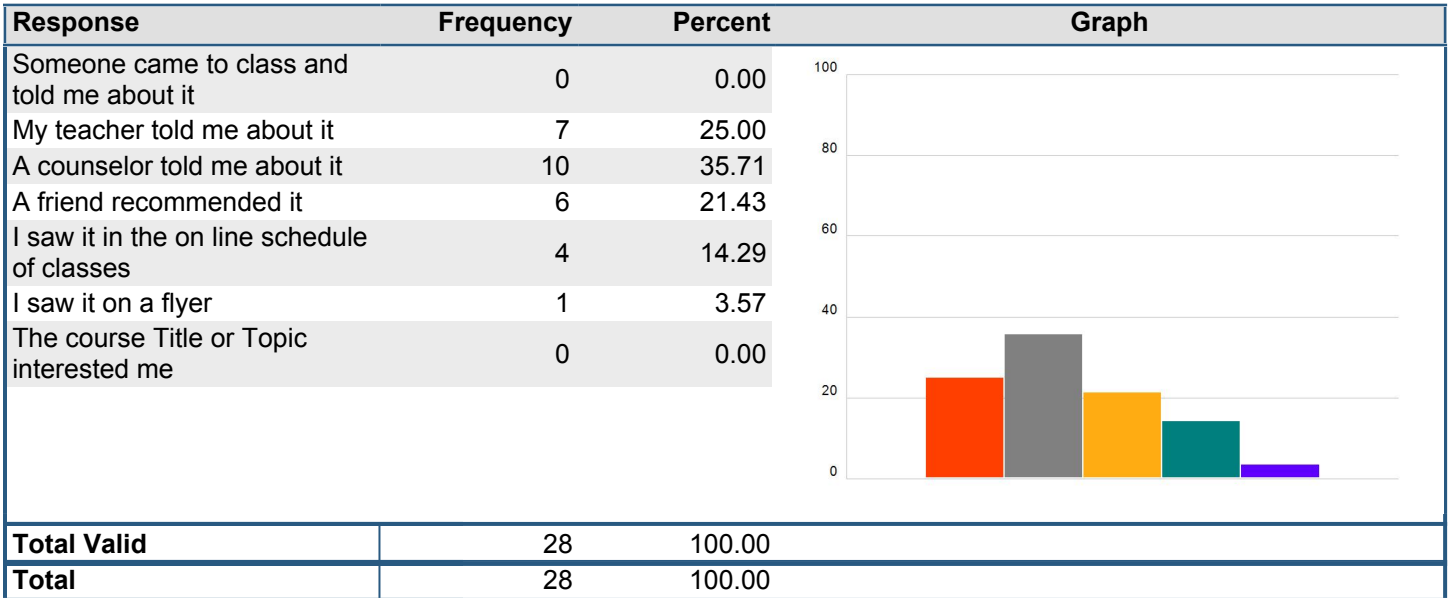 Response Frequency Percent Graph
Someone came to class and
told me about it 0 0.00
My teacher told me about it 7 25.00
A counselor told me about it 10 35.71
A friend recommended it 6 21.43
I saw it in the on line schedule
of classes 4 14.29
I saw it on a flyer 1 3.57
The course Title or Topic
interested me 0 0.00
100
80
60
40
20
0
Total Valid 28 100.00
Total 28 100.00